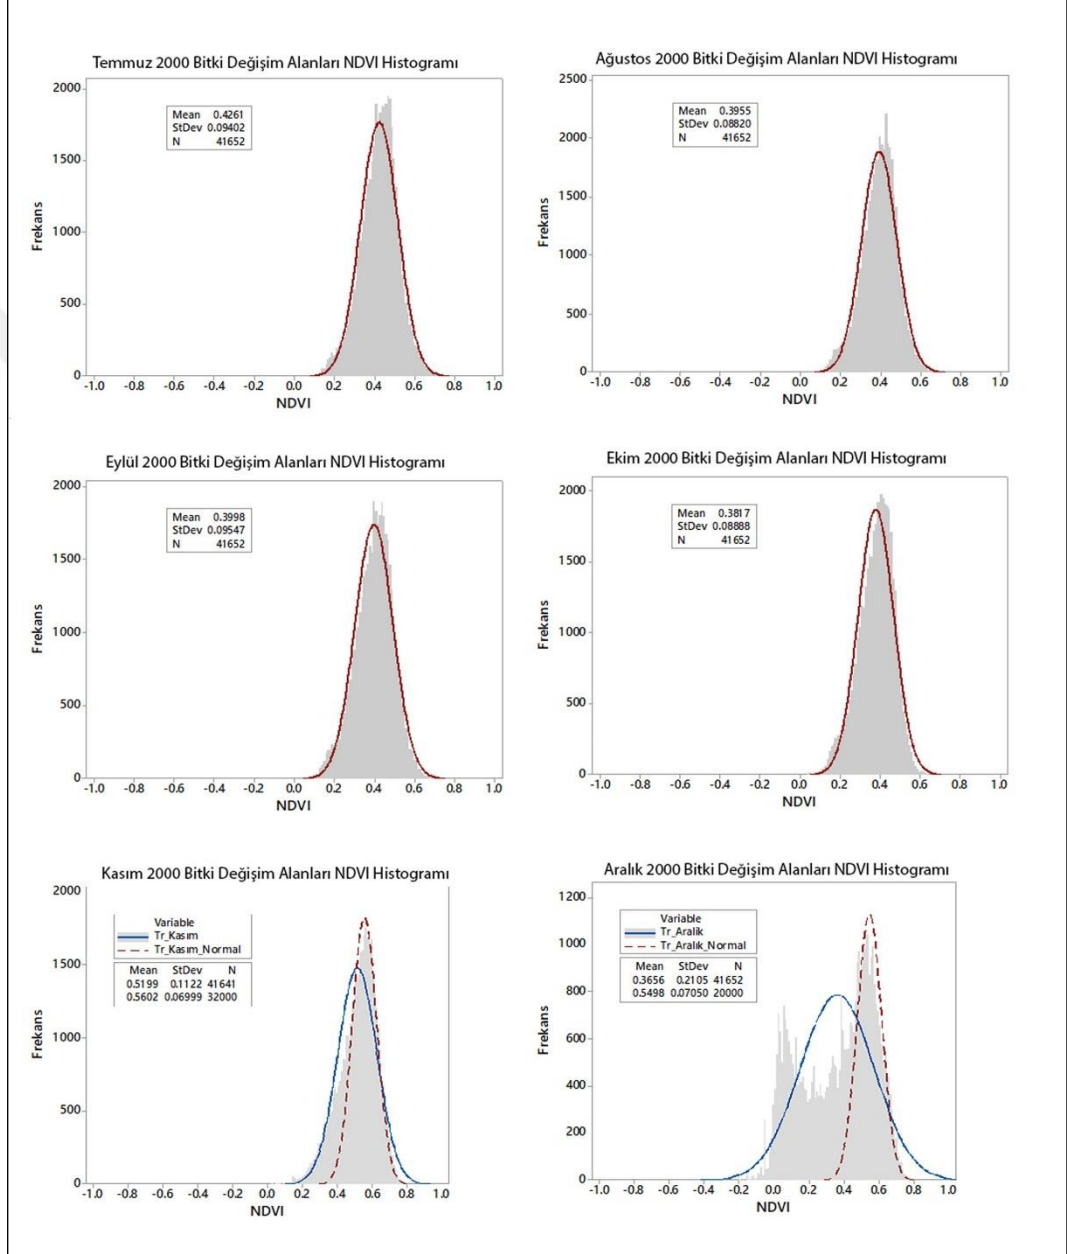 Temmuz 2000 Bitki Değişim Alanları NDVI Histogramı
2000
1500
1000
500
0
Frekans
Mean 0.4261
StDev 0.09402
N 41652
-1.0 -0.8 -0.6 -0.4 -0.2 0.0 0.2 0.4 0.6 0.8 1.0
NDVI
Ağustos 2000 Bitki Değişim Alanları NDVI Histogramı
2500
2000
1500
1000
500
0
Frekans
Mean 0.3955
StDev 0.08820
N 41652
-1.0 -0.8 -0.6 -0.4 -0.2 0.0 0.2 0.4 0.6 0.8 1.0
NDVI
Eylül 2000 Bitki Değişim Alanları NDVI Histogramı
2000
1500
1000
500
0
Frekans
Mean 0.3998
StDev 0.09547
N 41652
-1.0 -0.8 -0.6 -0.4 -0.2 0.0 0.2 0.4 0.6 0.8 1.0
NDVI
Ekim 2000 Bitki Değişim Alanları NDVI Histogramı
2000
1500
1000
500
0
Frekans
Mean 0.3817
StDev 0.08888
N 41652
-1.0 -0.8 -0.6 -0.4 -0.2 0.0 0.2 0.4 0.6 0.8 1.0
NDVI
Kasım 2000 Bitki Değişim Alanları NDVI Histogramı
2000
1500
1000
500
0
Frekans
Variable
Tr_Kasım
Tr_Kasım_Normal
Mean StDev N
0.5199 0.1122 41641
0.5602 0.06999 32000
-1.0 -0.8 -0.6 -0.4 -0.2 0.0 0.2 0.4 0.6 0.8 1.0
NDVI
Aralık 2000 Bitki Değişim Alanları NDVI Histogramı
1200
1000
800
600
400
200
0
Frekans
Variable
Tr_Aralik
Tr_Aralık_Normal
Mean StDev N
0.3656 0.2105 41652
0.5498 0.07050 20000
-1.0 -0.8 -0.6 -0.4 -0.2 0.0 0.2 0.4 0.6 0.8 1.0
NDVI